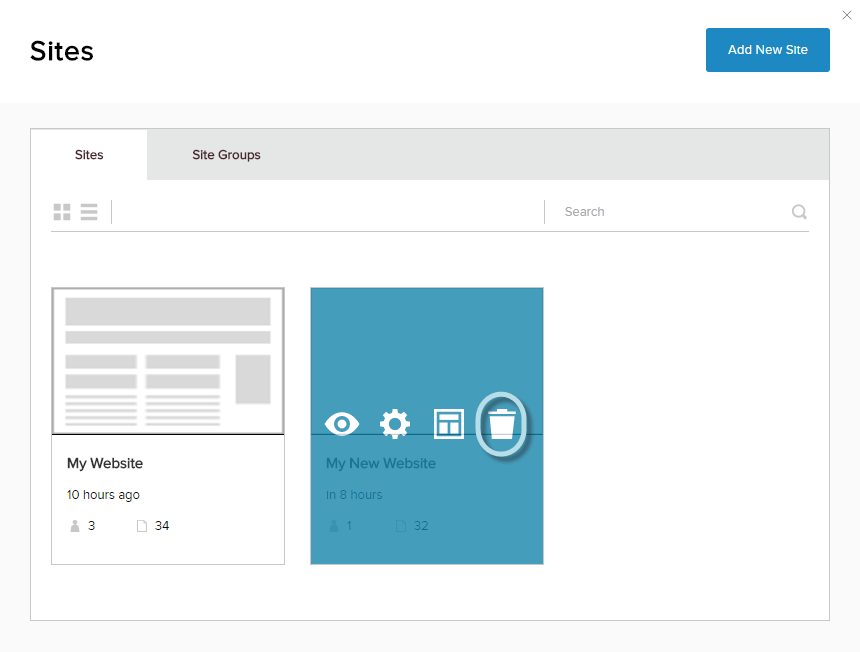 Sites
Add New Site
Sites
Site Groups
Search
My Website
10 hours ago
3
34
My New Website
In 8 hours
1
32